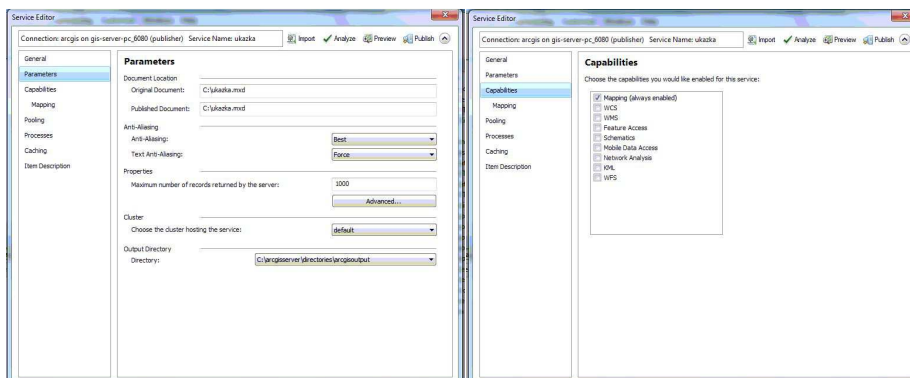 Service Editor
Connection: arcgis on gis-server-pc_6080 (publisher) Service Name: ukazka
Import Analyze Preview Publish
General
Parameters
Capabilities
Mapping
Pooling
Processes
Caching
Item Description
Parameters
Document Location
Original Document: C:\ukazka.mxd
Published Document: C:\ukazka.mxd
Anti-Aliasing
Anti-Aliasing: Best
Text Anti-Aliasing: Force
Properties
Maximum number of records returned by the server: 1000
Advanced...
Cluster
Choose the cluster hosting the service: default
Output Directory
Directory: C:\arcgisserver\directories\arcgisoutput
Service Editor
Connection: arcgis on gis-server-pc_6080 (publisher) Service Name: ukazka
Import Analyze Preview Publish
General
Parameters
Capabilities
Mapping
Pooling
Processes
Caching
Item Description
Capabilities
Choose the capabilities you would like enabled for this service:
Mapping (always enabled)
WCS
WMS
Feature Access
Schematics
Mobile Data Access
Network Analysis
KML
WFS